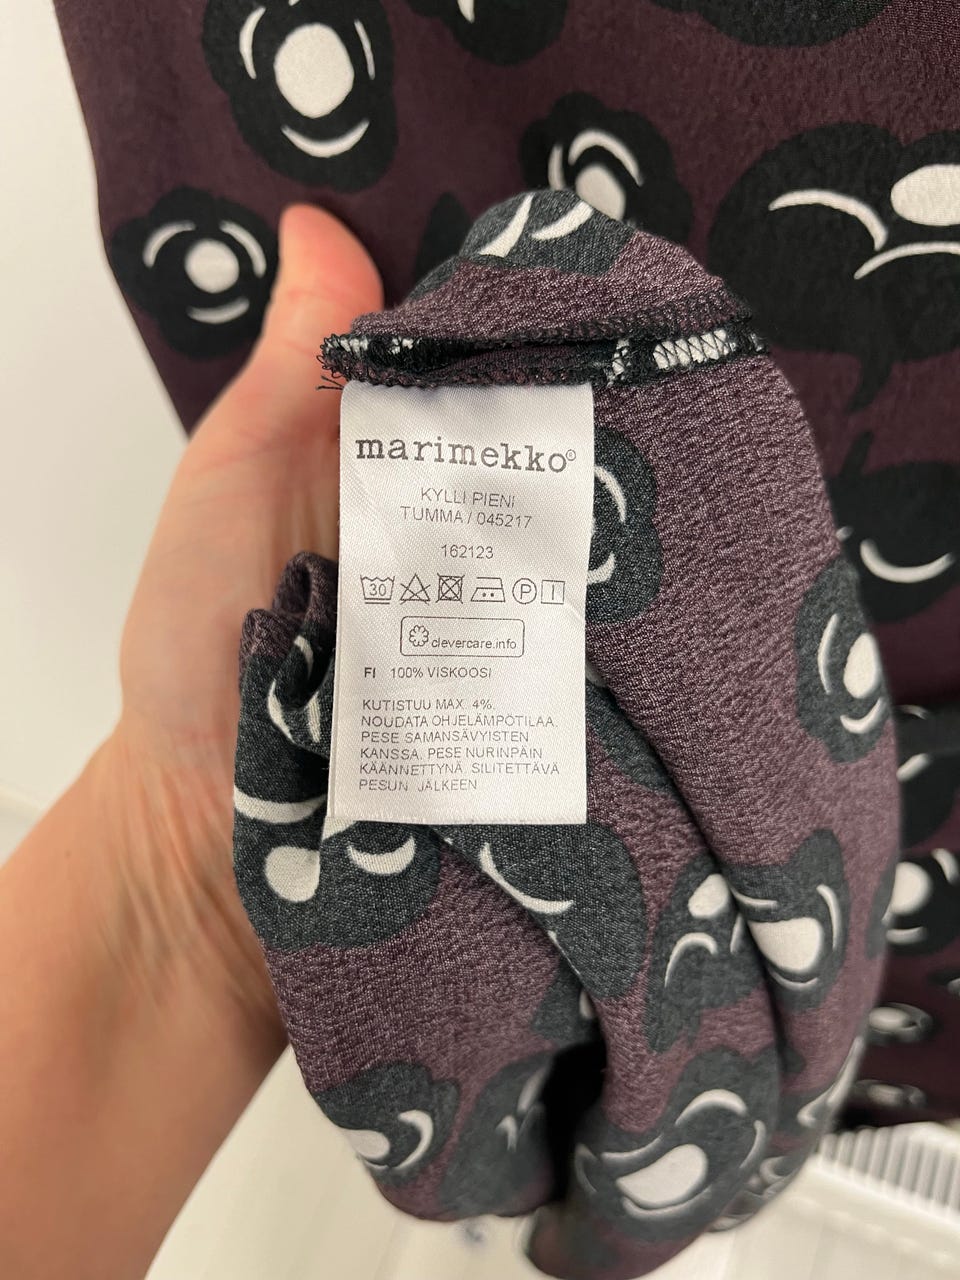 marimekko®
KYLLI PIENI
TUMMA / 045217
162123
30 P
clevercare.info
FI 100% VISKOOSI
KUTISTUU MAX. 4%.
NOUDATA OHJELÄMPÖTILAA.
PESE SAMANSÄVYISTEN
KANSSA, PESE NURINPÄIN
KÄÄNNETTYNÄ, SILITETTÄVÄ
PESUN JÄLKEEN